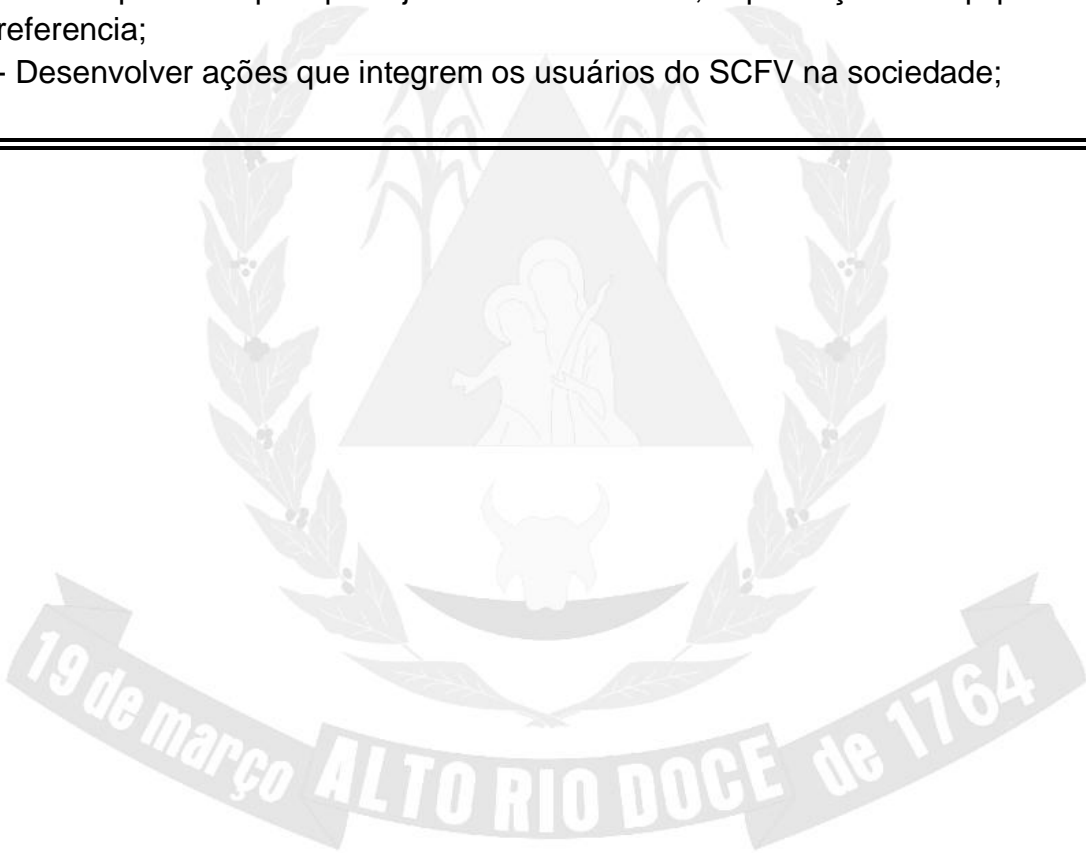 referencia;
- Desenvolver ações que integrem os usuários do SCFV na sociedade;
19 de março ALTO RIO DOCE de 1764